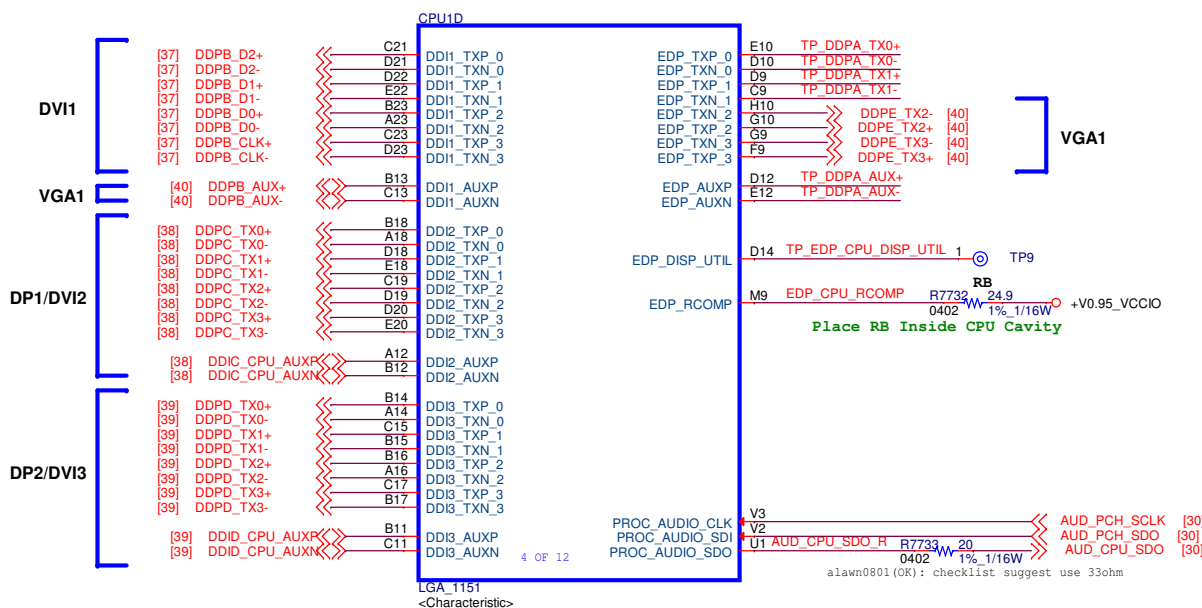 CPU1D
DVI1
[37] DDPB_D2+ C21 DDI1_TXP_0
[37] DDPB_D2- D21 DDI1_TXN_0
[37] DDPB_D1+ D22 DDI1_TXP_1
[37] DDPB_D1- E22 DDI1_TXN_1
[37] DDPB_D0+ B23 DDI1_TXP_2
[37] DDPB_D0- A23 DDI1_TXN_2
[37] DDPB_CLK+ C23 DDI1_TXP_3
[37] DDPB_CLK- D23 DDI1_TXN_3
VGA1
[40] DDPB_AUX+ B13 DDI1_AUXP
[40] DDPB_AUX- C13 DDI1_AUXN
DP1/DVI2
[38] DDPC_TX0+ B18 DDI2_TXP_0
[38] DDPC_TX0- A18 DDI2_TXN_0
[38] DDPC_TX1+ D18 DDI2_TXP_1
[38] DDPC_TX1- E18 DDI2_TXN_1
[38] DDPC_TX2+ C19 DDI2_TXP_2
[38] DDPC_TX2- D19 DDI2_TXN_2
[38] DDPC_TX3+ D20 DDI2_TXP_3
[38] DDPC_TX3- E20 DDI2_TXN_3
[38] DDIC_CPU_AUXP A12 DDI2_AUXP
[38] DDIC_CPU_AUXN B12 DDI2_AUXN
DP2/DVI3
[39] DDPD_TX0+ B14 DDI3_TXP_0
[39] DDPD_TX0- A14 DDI3_TXN_0
[39] DDPD_TX1+ C15 DDI3_TXP_1
[39] DDPD_TX1- B15 DDI3_TXN_1
[39] DDPD_TX2+ B16 DDI3_TXP_2
[39] DDPD_TX2- A16 DDI3_TXN_2
[39] DDPD_TX3+ C17 DDI3_TXP_3
[39] DDPD_TX3- B17 DDI3_TXN_3
[39] DDID_CPU_AUXP B11 DDI3_AUXP
[39] DDID_CPU_AUXN C11 DDI3_AUXN
EDP_TXP_0 E10 TP_DDPA_TX0+
EDP_TXN_0 D10 TP_DDPA_TX0-
EDP_TXP_1 D9 TP_DDPA_TX1+
EDP_TXN_1 C9 TP_DDPA_TX1-
EDP_TXN_2 H10 DDPE_TX2- [40]
EDP_TXP_2 G10 DDPE_TX2+ [40]
EDP_TXN_3 G9 DDPE_TX3- [40]
EDP_TXP_3 F9 DDPE_TX3+ [40]
VGA1
EDP_AUXP D12 TP_DDPA_AUX+
EDP_AUXN E12 TP_DDPA_AUX-
EDP_DISP_UTIL D14 TP_EDP_CPU_DISP_UTIL 1 TP9
RB
EDP_RCOMP M9 EDP_CPU_RCOMP R7732 24.9 +V0.95_VCCIO
0402 1%_1/16W
Place RB Inside CPU Cavity
PROC_AUDIO_CLK V3 AUD_PCH_SCLK [30]
PROC_AUDIO_SDI V2 AUD_PCH_SDO [30]
PROC_AUDIO_SDO U1 AUD_CPU_SDO_R R7733 20 AUD_CPU_SDO [30]
0402 1%_1/16W
4 OF 12
alawn0801(OK): checklist suggest use 33ohm
LGA_1151
<Characteristic>